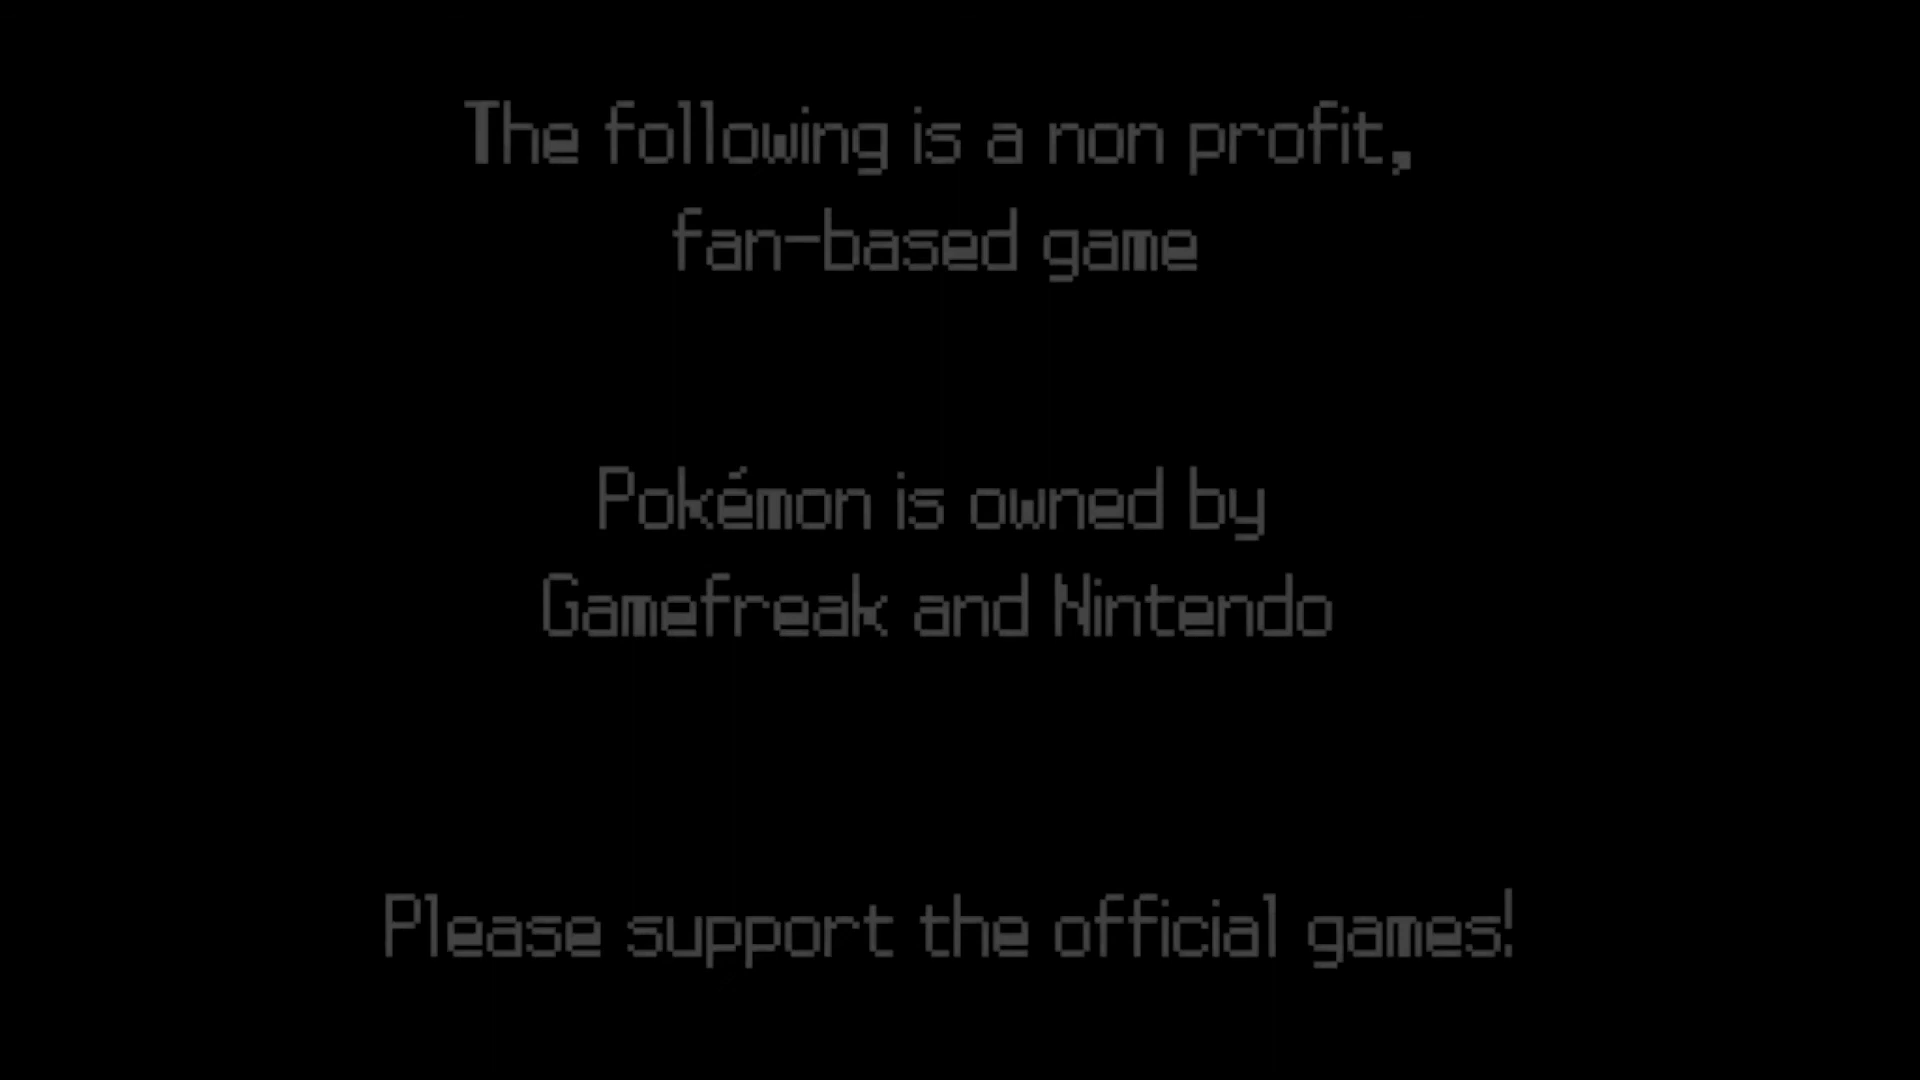 The following is a non profit,
fan-based game
Pokémon is owned by
Gamefreak and Nintendo
Please support the official games!